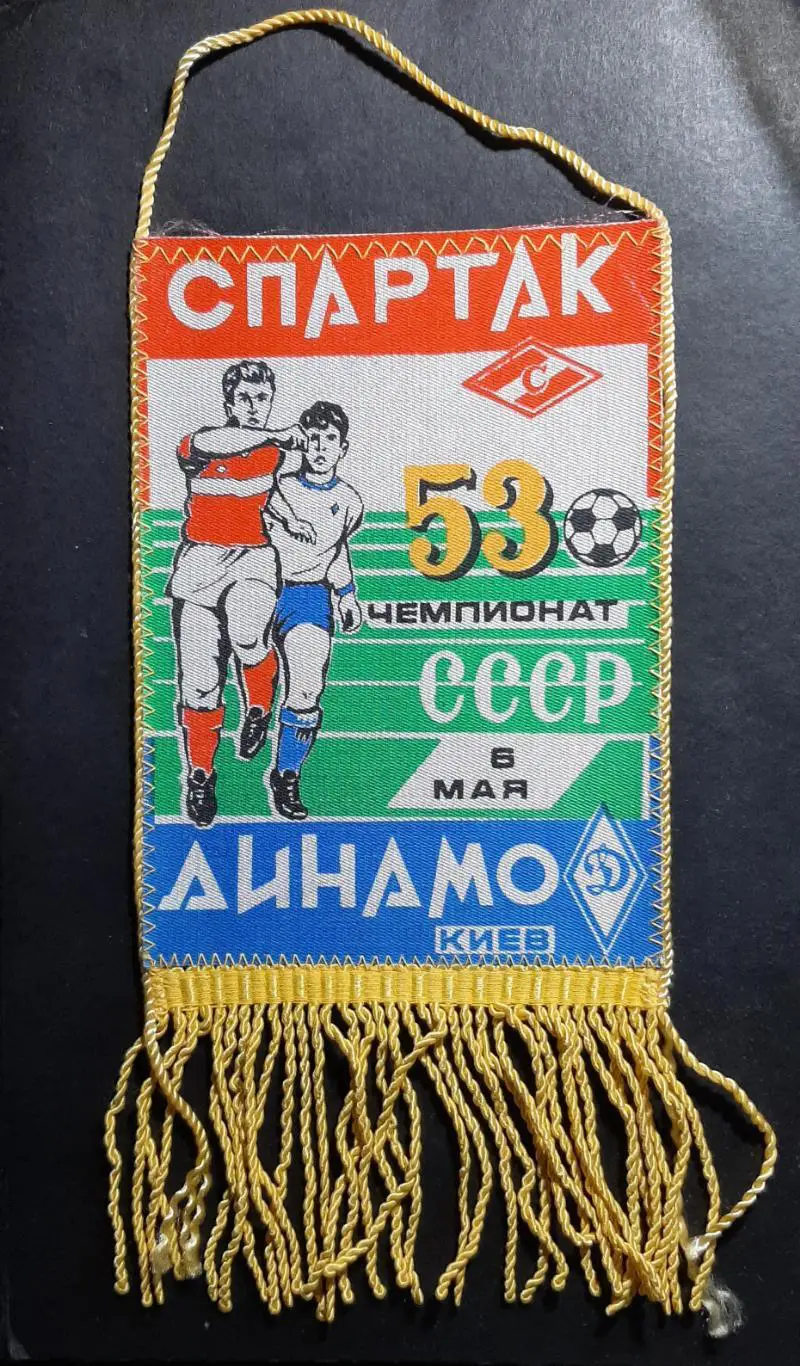 СПАРТАК
С
53
ЧЕМПИОНАТ
СССР
6
МАЯ
ДИНАМО
Д
КИЕВ